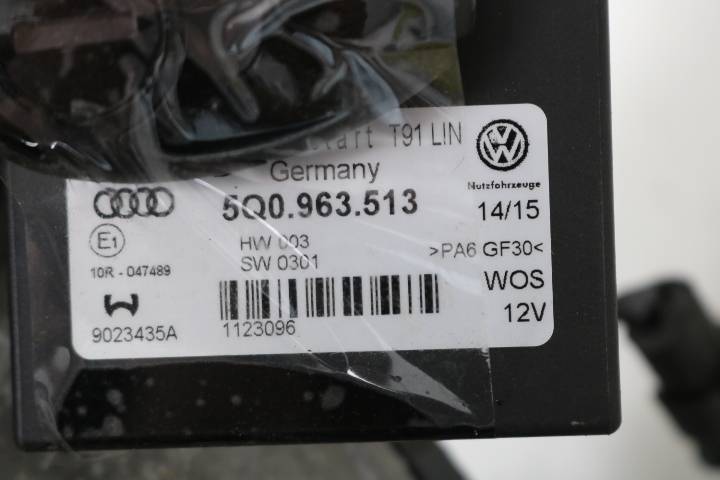 T91 LIN
Germany
5Q0.963.513
Nutzfahrzeuge
14/15
E1
HW 003
SW 0301
>PA6 GF30<
10R - 047489
WOS
12V
9023435A
1123096